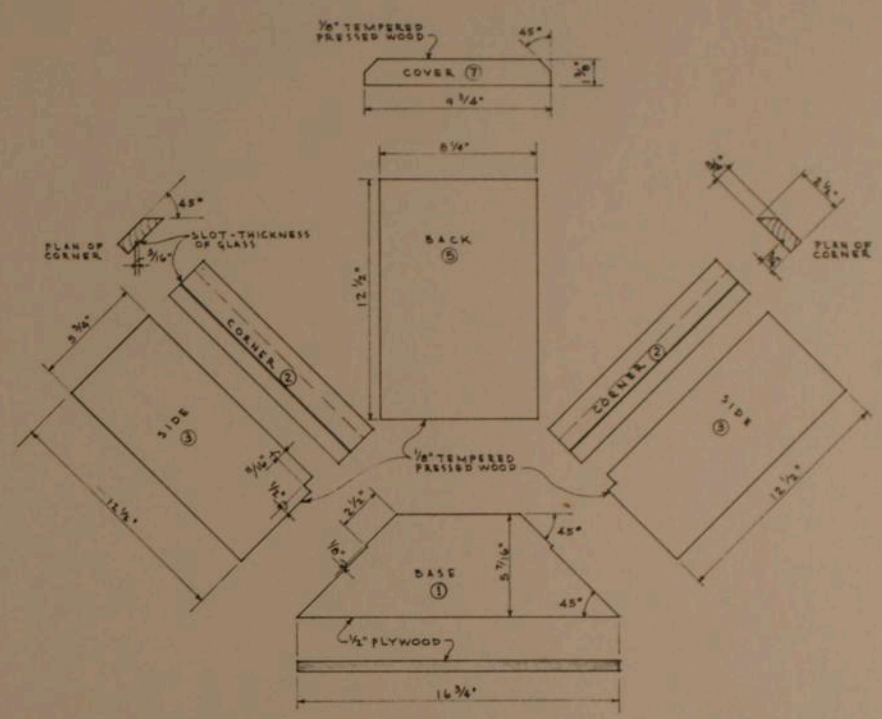 1/8" TEMPERED
PRESSED WOOD
45°
COVER ⑦
1 3/8"
9 3/4"
8 1/4"
45°
SLOT-THICKNESS
OF GLASS
PLAN OF
CORNER
3/16"
BACK
⑤
12 1/2"
2 1/2"
PLAN OF
CORNER
5 3/4"
CORNER ②
CORNER ②
SIDE
③
SIDE
③
1/8" TEMPERED
PRESSED WOOD
1/2"
12 1/2"
12 1/2"
2 1/2"
1/8"
45°
BASE
①
5 7/16"
45°
1/2" PLYWOOD
16 3/4"